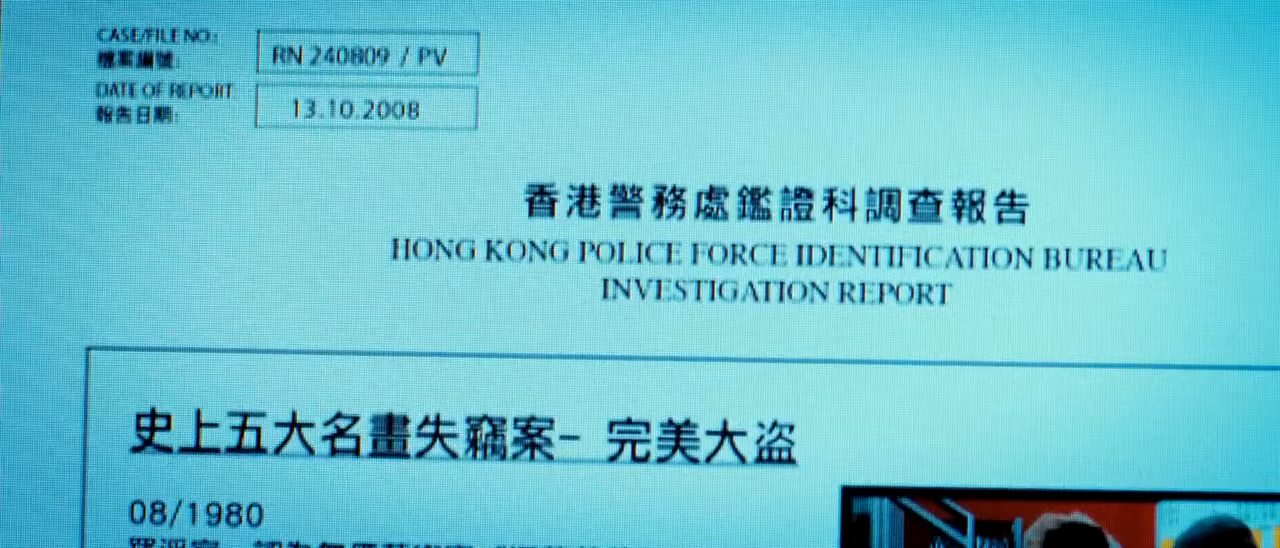 CASE/FILE NO.:
檔案編號:
RN 240809 / PV
DATE OF REPORT:
報告日期:
13.10.2008
香港警務處鑑證科調查報告
HONG KONG POLICE FORCE IDENTIFICATION BUREAU
INVESTIGATION REPORT
史上五大名畫失竊案- 完美大盗
08/1980